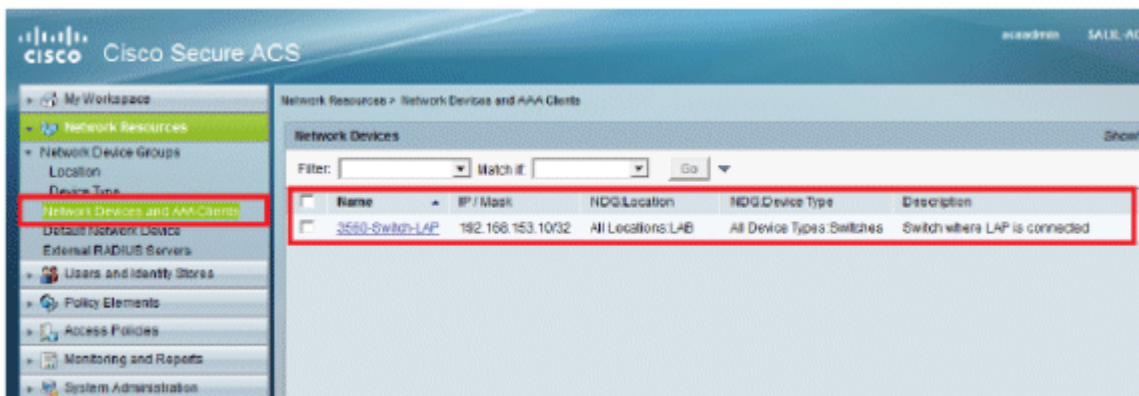 CISCO Cisco Secure ACS
acsadmin
My Workspace
Network Resources
Network Device Groups
Location
Device Type
Network Devices and AAA Clients
Default Network Device
External RADIUS Servers
Users and Identity Stores
Policy Elements
Access Policies
Monitoring and Reports
System Administration
Network Resources > Network Devices and AAA Clients
Network Devices
Filter: Match if: Go
Name IP / Mask NDG:Location NDG:Device Type Description
3560-Switch-LAP 192.168.153.10/32 All Locations:LAB All Device Types:Switches Switch where LAP is connected